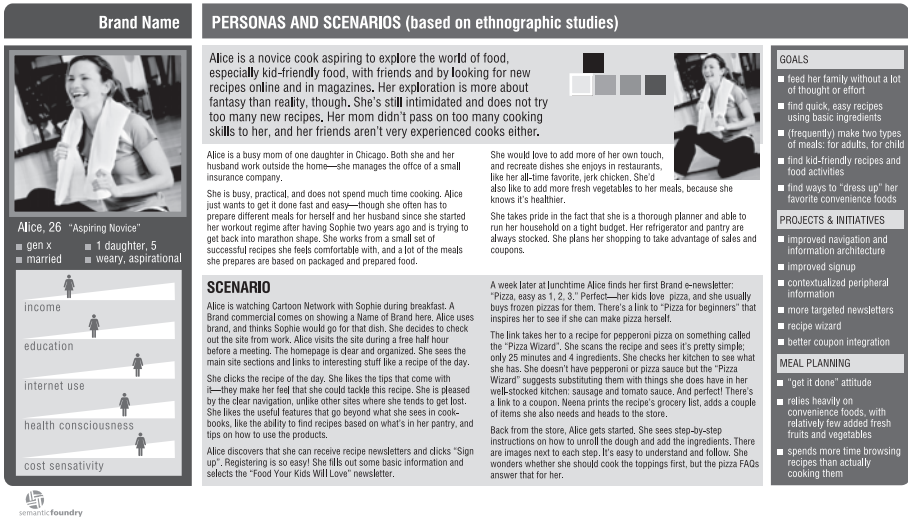 Brand Name
PERSONAS AND SCENARIOS (based on ethnographic studies)
Alice, 26 "Aspiring Novice"
gen x
married
1 daughter, 5
weary, aspirational
income
education
internet use
health consciousness
cost sensativity
Alice is a novice cook aspiring to explore the world of food,
especially kid-friendly food, with friends and by looking for new
recipes online and in magazines. Her exploration is more about
fantasy than reality, though. She's still intimidated and does not try
too many new recipes. Her mom didn't pass on too many cooking
skills to her, and her friends aren't very experienced cooks either.
Alice is a busy mom of one daughter in Chicago. Both she and her
husband work outside the home—she manages the office of a small
insurance company.
She is busy, practical, and does not spend much time cooking. Alice
just wants to get it done fast and easy—though she often has to
prepare different meals for herself and her husband since she started
her workout regime after having Sophie two years ago and is trying to
get back into marathon shape. She works from a small set of
successful recipes she feels comfortable with, and a lot of the meals
she prepares are based on packaged and prepared food.
She would love to add more of her own touch,
and recreate dishes she enjoys in restaurants,
like her all-time favorite, jerk chicken. She'd
also like to add more fresh vegetables to her meals, because she
knows it's healthier.
She takes pride in the fact that she is a thorough planner and able to
run her household on a tight budget. Her refrigerator and pantry are
always stocked. She plans her shopping to take advantage of sales and
coupons.
SCENARIO
Alice is watching Cartoon Network with Sophie during breakfast. A
Brand commercial comes on showing a Name of Brand here. Alice uses
brand, and thinks Sophie would go for that dish. She decides to check
out the site from work. Alice visits the site during a free half hour
before a meeting. The homepage is clear and organized. She sees the
main site sections and links to interesting stuff like a recipe of the day.
She clicks the recipe of the day. She likes the tips that come with
it—they make her feel that she could tackle this recipe. She is pleased
by the clear navigation, unlike other sites where she tends to get lost.
She likes the useful features that go beyond what she sees in cook-
books, like the ability to find recipes based on what's in her pantry, and
tips on how to use the products.
Alice discovers that she can receive recipe newsletters and clicks "Sign
up". Registering is so easy! She fills out some basic information and
selects the "Food Your Kids Will Love" newsletter.
A week later at lunchtime Alice finds her first Brand e-newsletter:
"Pizza, easy as 1, 2, 3." Perfect—her kids love pizza, and she usually
buys frozen pizzas for them. There's a link to "Pizza for beginners" that
inspires her to see if she can make pizza herself.
The link takes her to a recipe for pepperoni pizza on something called
the "Pizza Wizard". She scans the recipe and sees it's pretty simple;
only 25 minutes and 4 ingredients. She checks her kitchen to see what
she has. She doesn't have pepperoni or pizza sauce but the "Pizza
Wizard" suggests substituting them with things she does have in her
well-stocked kitchen: sausage and tomato sauce. And perfect! There's
a link to a coupon. Neena prints the recipe's grocery list, adds a couple
of items she also needs and heads to the store.
Back from the store, Alice gets started. She sees step-by-step
instructions on how to unroll the dough and add the ingredients. There
are images next to each step. It's easy to understand and follow. She
wonders whether she should cook the toppings first, but the pizza FAQs
answer that for her.
GOALS
feed her family without a lot
of thought or effort
find quick, easy recipes
using basic ingredients
(frequently) make two types
of meals: for adults, for child
find kid-friendly recipes and
food activities
find ways to "dress up" her
favorite convenience foods
PROJECTS & INITIATIVES
improved navigation and
information architecture
improved signup
contextualized peripheral
information
more targeted newsletters
recipe wizard
better coupon integration
MEAL PLANNING
"get it done" attitude
relies heavily on
convenience foods, with
relatively few added fresh
fruits and vegetables
spends more time browsing
recipes than actually
cooking them
semanticfoundry